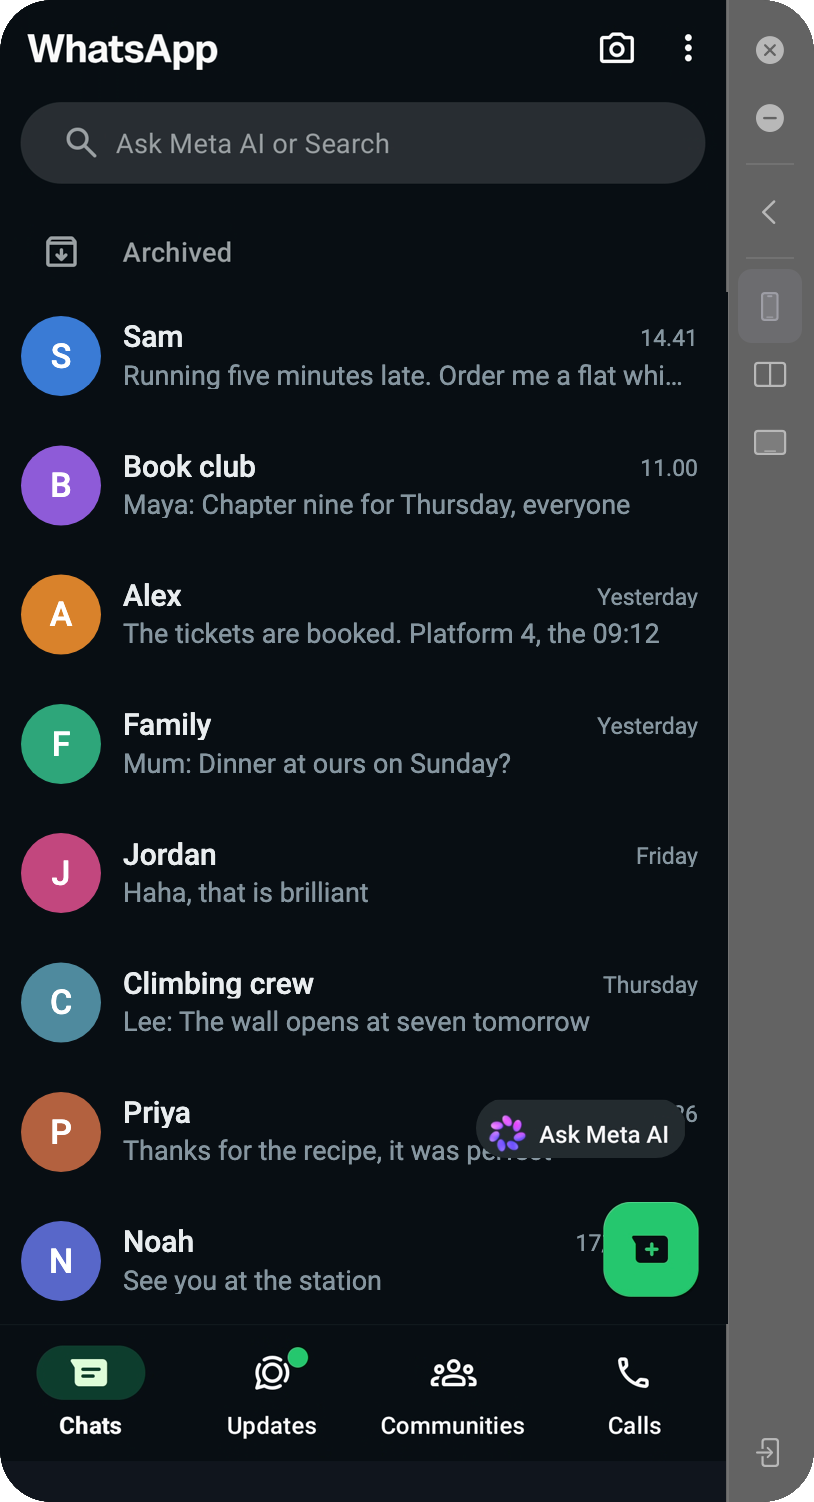 WhatsApp
Ask Meta AI or Search
Archived
S
Sam
14.41
Running five minutes late. Order me a flat whi...
B
Book club
11.00
Maya: Chapter nine for Thursday, everyone
A
Alex
Yesterday
The tickets are booked. Platform 4, the 09:12
F
Family
Yesterday
Mum: Dinner at ours on Sunday?
J
Jordan
Friday
Haha, that is brilliant
C
Climbing crew
Thursday
Lee: The wall opens at seven tomorrow
P
Priya
Thanks for the recipe, it was
Ask Meta AI
N
Noah
See you at the station
Chats
Updates
Communities
Calls